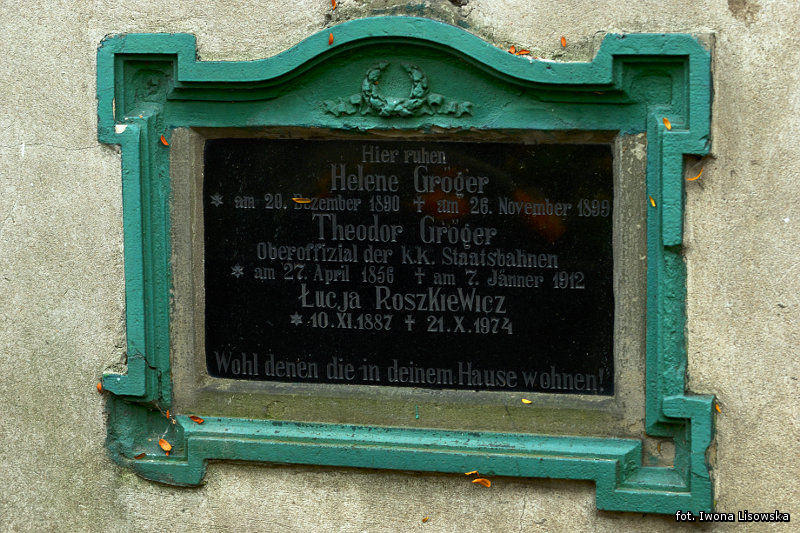 Hier ruhen
Helene Gröger
* am 20. Dezember 1890 † am 26. November 1899
Theodor Gröger
Oberoffizial der K.K. Staatsbahnen
* am 27. April 1856 † am 7. Jänner 1912
Łucja Roszkiewicz
* 10.XI.1887 † 21.X.1974
Wohl denen die in deinem Hause wohnen!
fot. Iwona Lisowska